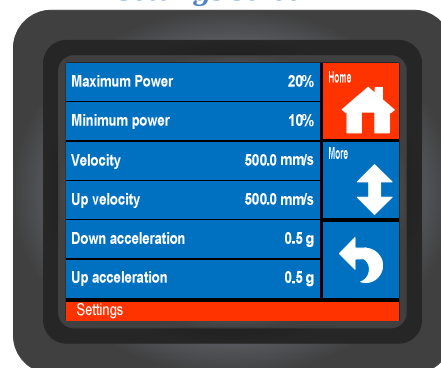 Maximum Power 20%
Home
Minimum power 10%
Velocity 500.0 mm/s
More
Up velocity 500.0 mm/s
Down acceleration 0.5 g
Up acceleration 0.5 g
Settings